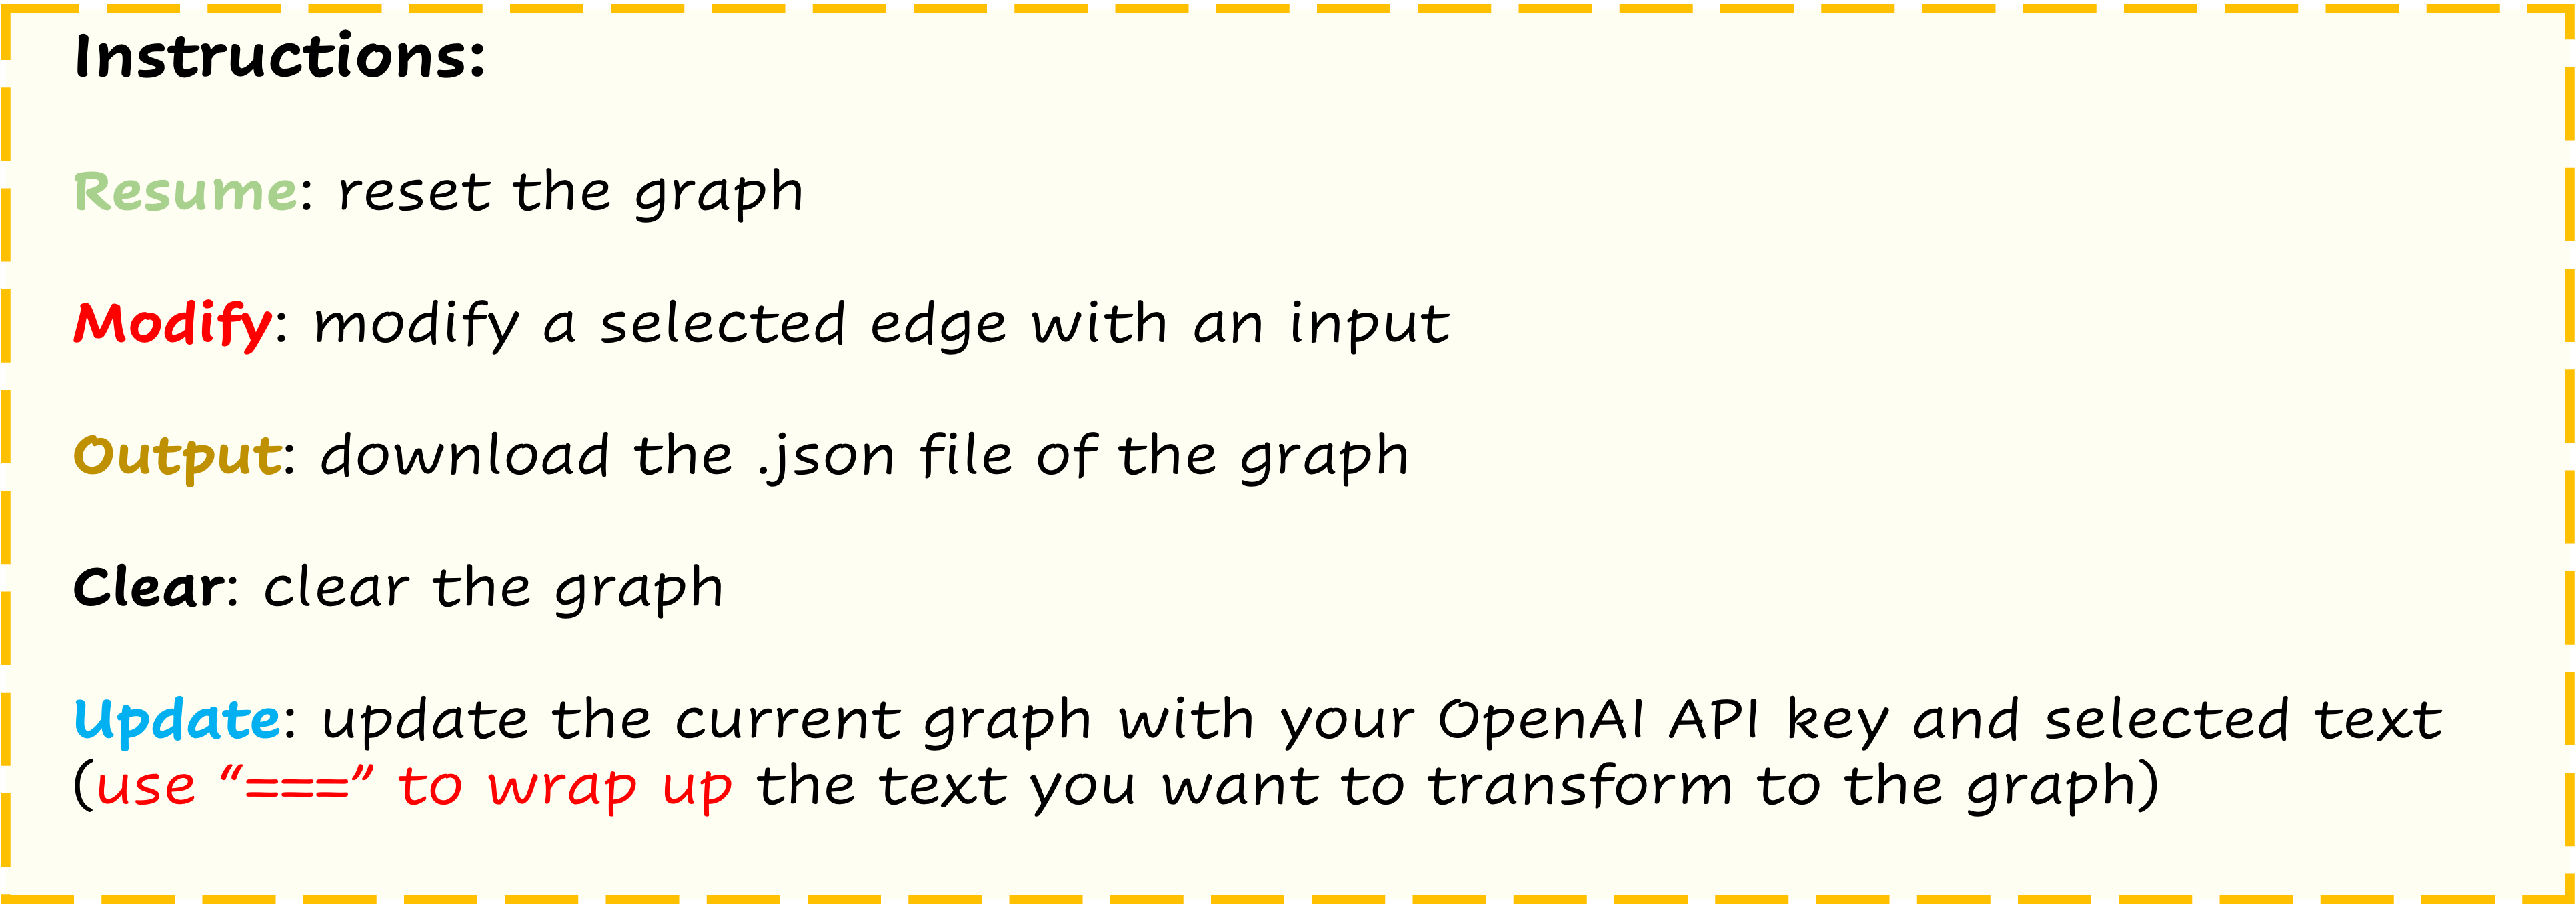 Instructions:
Resume: reset the graph
Modify: modify a selected edge with an input
Output: download the .json file of the graph
Clear: clear the graph
Update: update the current graph with your OpenAI API key and selected text
(use “===” to wrap up the text you want to transform to the graph)